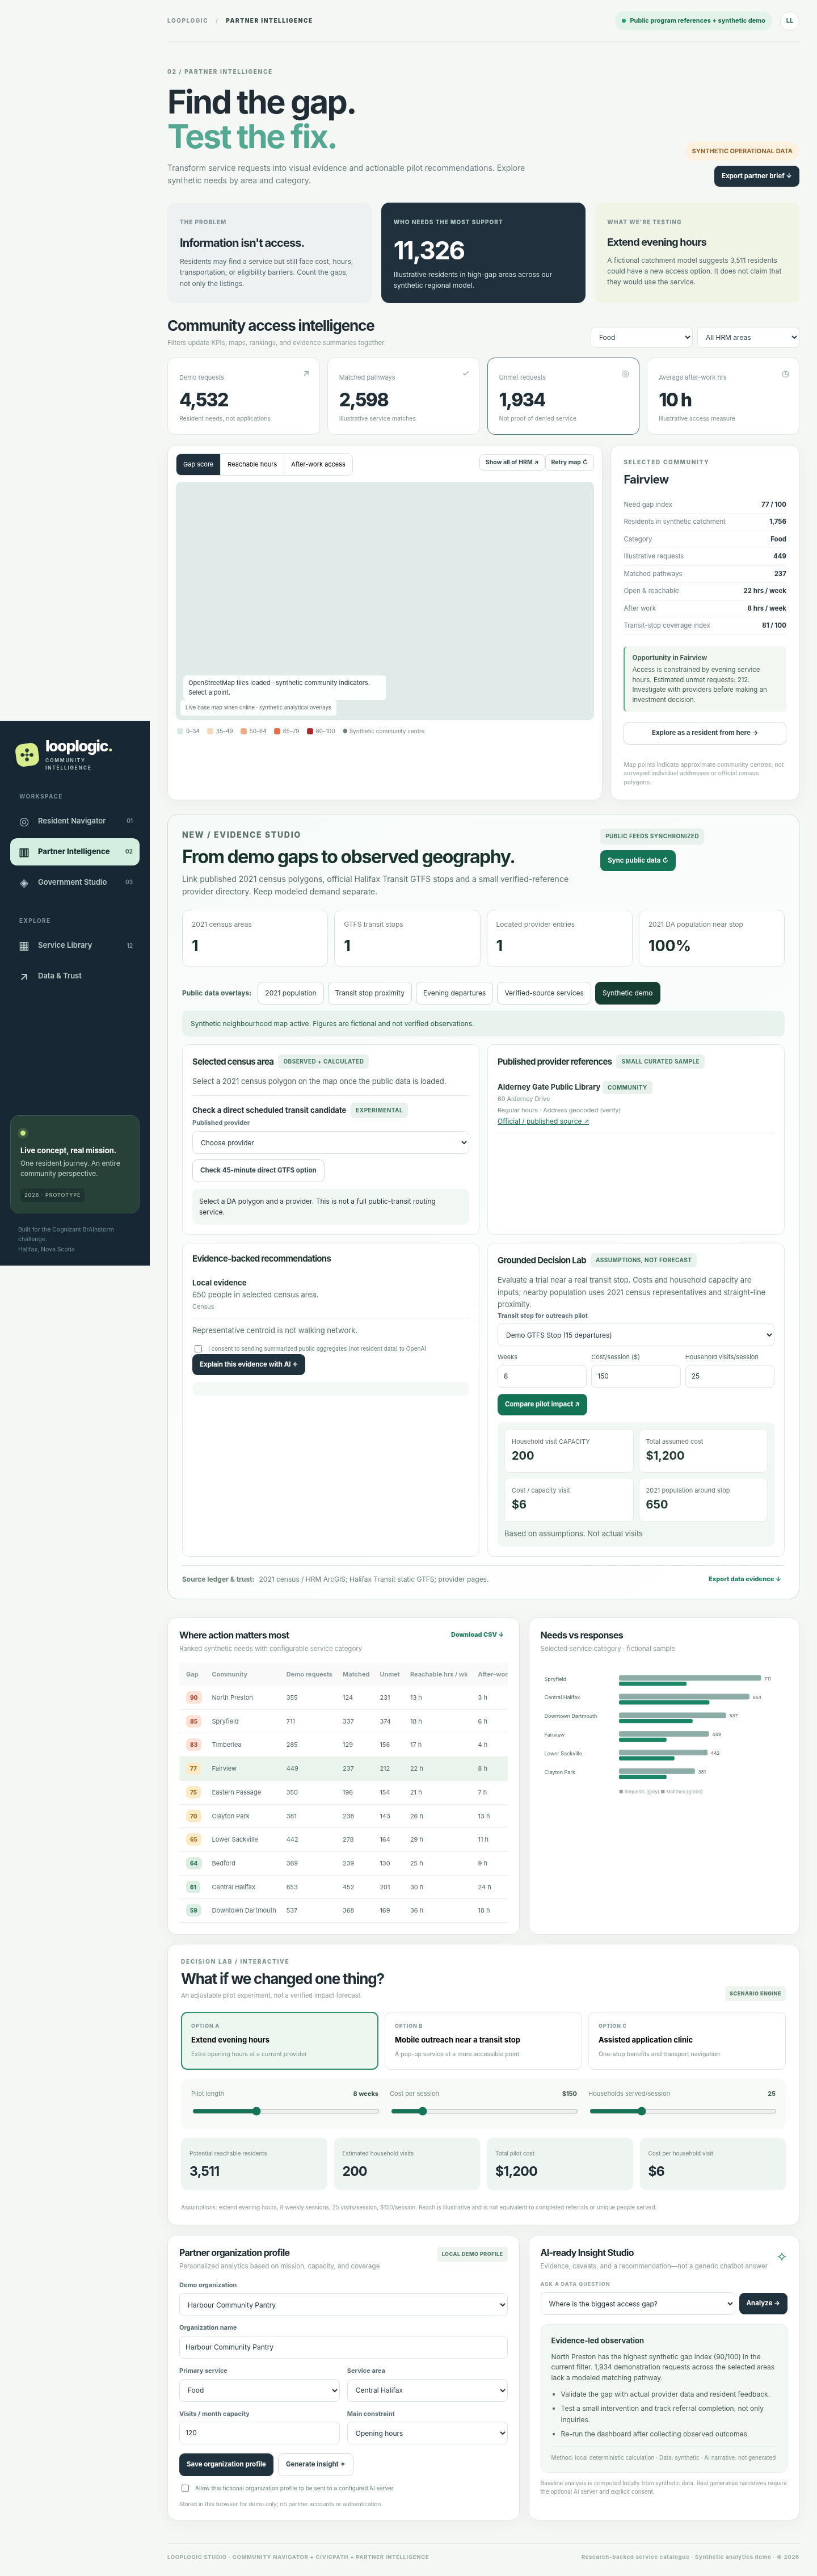 LOOPLOGIC / PARTNER INTELLIGENCE
Public program references + synthetic demo
LL
02 / PARTNER INTELLIGENCE
Find the gap.
Test the fix.
Transform service requests into visual evidence and actionable pilot recommendations. Explore
synthetic needs by area and category.
SYNTHETIC OPERATIONAL DATA
Export partner brief ↓
THE PROBLEM
Information isn't access.
Residents may find a service but still face cost, hours,
transportation, or eligibility barriers. Count the gaps,
not only the listings.
WHO NEEDS THE MOST SUPPORT
11,326
Illustrative residents in high-gap areas across our
synthetic regional model.
WHAT WE'RE TESTING
Extend evening hours
A fictional catchment model suggests 3,511 residents
could have a new access option. It does not claim that
they would use the service.
Community access intelligence
Filters update KPIs, maps, rankings, and evidence summaries together.
Food
All HRM areas
Demo requests ↗
4,532
Resident needs, not applications
Matched pathways ✓
2,598
Illustrative service matches
Unmet requests ◎
1,934
Not proof of denied service
Average after-work hrs ◷
10 h
Illustrative access measure
Gap score
Reachable hours
After-work access
Show all of HRM ↗
Retry map ↻
OpenStreetMap tiles loaded · synthetic community indicators.
Select a point.
Live base map when online · synthetic analytical overlays
0–34 35–49 50–64 65–79 80–100 Synthetic community centre
SELECTED COMMUNITY
Fairview
Need gap index 77 / 100
Residents in synthetic catchment 1,756
Category Food
Illustrative requests 449
Matched pathways 237
Open & reachable 22 hrs / week
After work 8 hrs / week
Transit-stop coverage index 81 / 100
Opportunity in Fairview
Access is constrained by evening service
hours. Estimated unmet requests: 212.
Investigate with providers before making an
investment decision.
Explore as a resident from here →
Map points indicate approximate community centres, not
surveyed individual addresses or official census
polygons.
looplogic.
COMMUNITY
INTELLIGENCE
WORKSPACE
Resident Navigator 01
Partner Intelligence 02
Government Studio 03
EXPLORE
Service Library 12
Data & Trust
Live concept, real mission.
One resident journey. An entire
community perspective.
2026 · PROTOTYPE
Built for the Cognizant BrAInstorm
challenge.
Halifax, Nova Scotia
NEW / EVIDENCE STUDIO
From demo gaps to observed geography.
Link published 2021 census polygons, official Halifax Transit GTFS stops and a small verified-reference
provider directory. Keep modeled demand separate.
PUBLIC FEEDS SYNCHRONIZED
Sync public data ↻
2021 census areas
1
GTFS transit stops
1
Located provider entries
1
2021 DA population near stop
100%
Public data overlays:
2021 population
Transit stop proximity
Evening departures
Verified-source services
Synthetic demo
Synthetic neighbourhood map active. Figures are fictional and not verified observations.
Selected census area OBSERVED + CALCULATED
Select a 2021 census polygon on the map once the public data is loaded.
Check a direct scheduled transit candidate EXPERIMENTAL
Published provider
Choose provider
Check 45-minute direct GTFS option
Select a DA polygon and a provider. This is not a full public-transit routing
service.
Published provider references SMALL CURATED SAMPLE
Alderney Gate Public Library COMMUNITY
60 Alderney Drive
Regular hours · Address geocoded (verify)
Official / published source ↗
Evidence-backed recommendations
Local evidence
650 people in selected census area.
Census
Representative centroid is not walking network.
I consent to sending summarized public aggregates (not resident data) to OpenAI
Explain this evidence with AI +
Grounded Decision Lab ASSUMPTIONS, NOT FORECAST
Evaluate a trial near a real transit stop. Costs and household capacity are
inputs; nearby population uses 2021 census representatives and straight-line
proximity.
Transit stop for outreach pilot
Demo GTFS Stop (15 departures)
Weeks Cost/session ($) Household visits/session
8 150 25
Compare pilot impact ↗
Household visit CAPACITY
200
Total assumed cost
$1,200
Cost / capacity visit
$6
2021 population around stop
650
Based on assumptions. Not actual visits
Source ledger & trust: 2021 census / HRM ArcGIS; Halifax Transit static GTFS; provider pages.
Export data evidence ↓
Where action matters most
Download CSV ↓
Ranked synthetic needs with configurable service category
Gap Community Demo requests Matched Unmet Reachable hrs / wk After-wor
90 North Preston 355 124 231 13 h 3 h
85 Spryfield 711 337 374 18 h 6 h
83 Timberlea 285 129 156 17 h 4 h
77 Fairview 449 237 212 22 h 8 h
75 Eastern Passage 350 196 154 21 h 7 h
70 Clayton Park 381 238 143 26 h 13 h
65 Lower Sackville 442 278 164 29 h 11 h
64 Bedford 369 239 130 25 h 9 h
61 Central Halifax 653 452 201 30 h 24 h
59 Downtown Dartmouth 537 368 169 36 h 18 h
Needs vs responses
Selected service category · fictional sample
Spryfield 711
Central Halifax 653
Downtown Dartmouth 537
Fairview 449
Lower Sackville 442
Clayton Park 381
Requests (grey) Matched (green)
DECISION LAB / INTERACTIVE
What if we changed one thing?
An adjustable pilot experiment, not a verified impact forecast.
SCENARIO ENGINE
OPTION A
Extend evening hours
Extra opening hours at a current provider
OPTION B
Mobile outreach near a transit stop
A pop-up service at a more accessible point
OPTION C
Assisted application clinic
One-stop benefits and transport navigation
Pilot length 8 weeks
Cost per session $150
Households served/session 25
Potential reachable residents
3,511
Estimated household visits
200
Total pilot cost
$1,200
Cost per household visit
$6
Assumptions: extend evening hours, 8 weekly sessions, 25 visits/session, $150/session. Reach is illustrative and is not equivalent to completed referrals or unique people served.
Partner organization profile
LOCAL DEMO PROFILE
Personalized analytics based on mission, capacity, and coverage
Demo organization
Harbour Community Pantry
Organization name
Harbour Community Pantry
Primary service Service area
Food Central Halifax
Visits / month capacity Main constraint
120 Opening hours
Save organization profile
Generate insight +
Allow this fictional organization profile to be sent to a configured AI server
Stored in this browser for demo only; no partner accounts or authentication.
AI-ready Insight Studio
Evidence, caveats, and a recommendation—not a generic chatbot answer
ASK A DATA QUESTION
Where is the biggest access gap?
Analyze →
Evidence-led observation
North Preston has the highest synthetic gap index (90/100) in the
current filter. 1,934 demonstration requests across the selected areas
lack a modeled matching pathway.
• Validate the gap with actual provider data and resident feedback.
• Test a small intervention and track referral completion, not only
inquiries.
• Re-run the dashboard after collecting observed outcomes.
Method: local deterministic calculation · Data: synthetic · AI narrative: not generated
Baseline analysis is computed locally from synthetic data. Real generative narratives require
the optional AI server and explicit consent.
LOOPLOGIC STUDIO · COMMUNITY NAVIGATOR + CIVICPATH + PARTNER INTELLIGENCE
Research-backed service catalogue · Synthetic analytics demo · © 2026